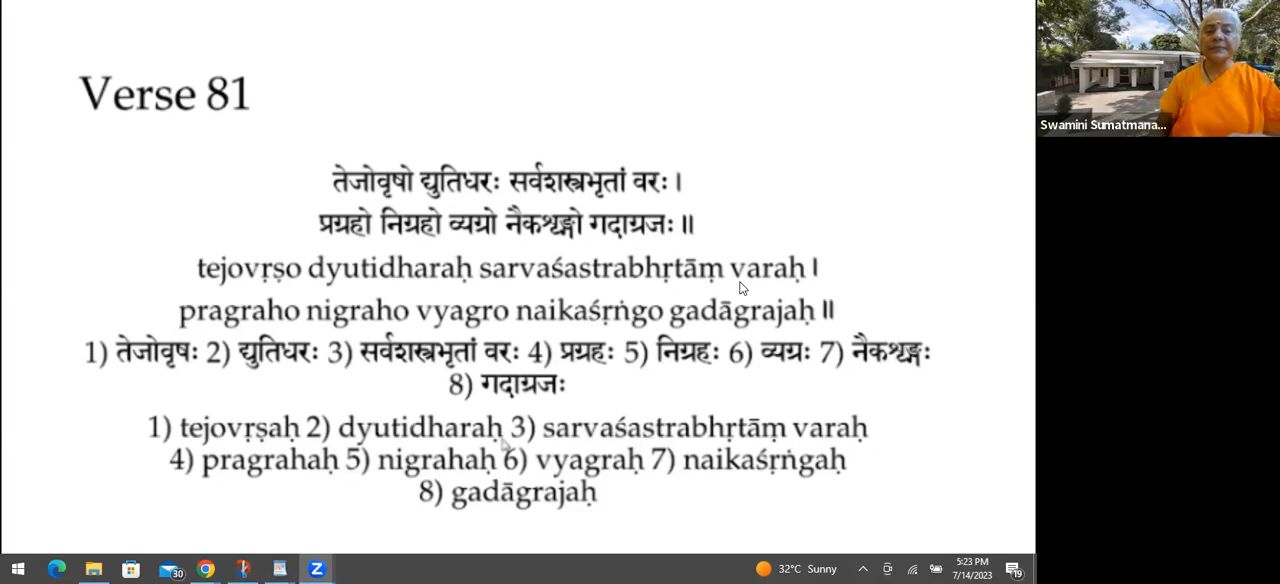 Verse 81
तेजोवृषो द्युतिधरः सर्वशस्त्रभृतां वरः।
प्रग्रहो निग्रहो व्यग्रो नैकशृङ्गो गदाग्रजः॥
tejovṛṣo dyutidharaḥ sarvaśastrabhṛtāṃ varaḥ।
pragraho nigraho vyagro naikaśṛṅgo gadāgrajaḥ॥
1) तेजोवृषः 2) द्युतिधरः 3) सर्वशस्त्रभृतां वरः 4) प्रग्रहः 5) निग्रहः 6) व्यग्रः 7) नैकशृङ्गः
8) गदाग्रजः
1) tejovṛṣaḥ 2) dyutidharaḥ 3) sarvaśastrabhṛtāṃ varaḥ
4) pragrahaḥ 5) nigrahaḥ 6) vyagraḥ 7) naikaśṛṅgaḥ
8) gadāgrajaḥ
Swamini Sumatmana...
30
32°C Sunny
5:23 PM
7/14/2023
19